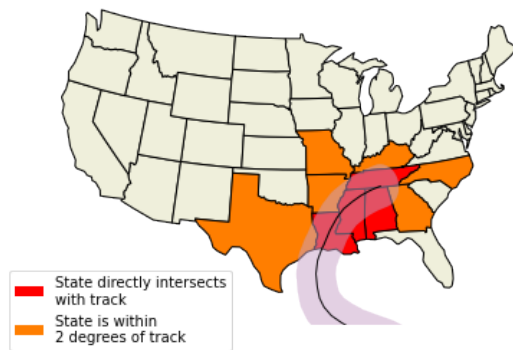 State directly intersects
with track
State is within
2 degrees of track